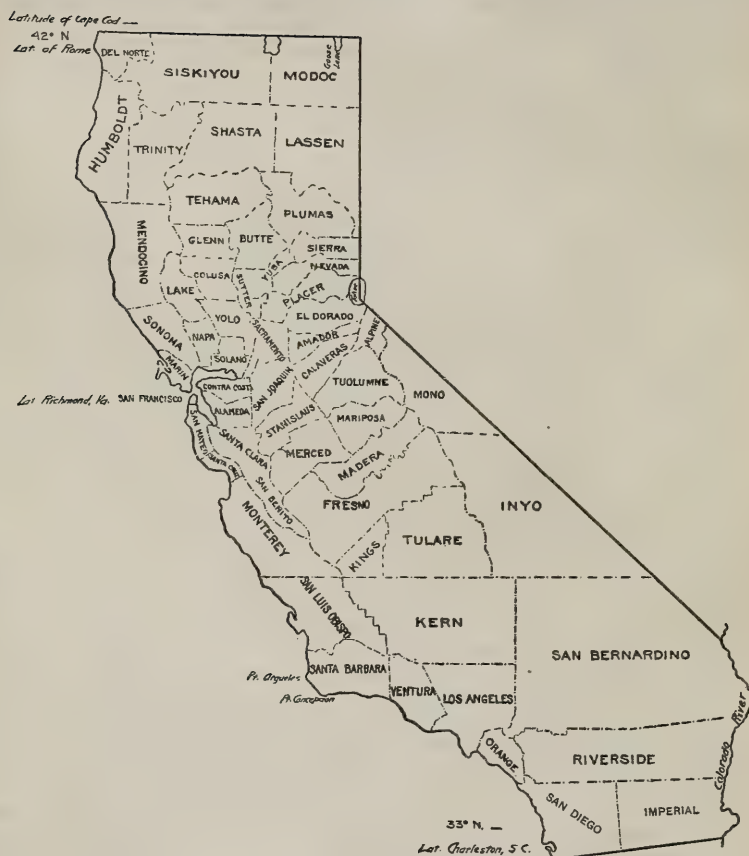 Latitude of Cape Cod
42° N
Lat. of Rome
DEL NORTE
SISKIYOU
MODOC
Goose Lake
HUMBOLDT
TRINITY
SHASTA
LASSEN
TEHAMA
PLUMAS
MENDOCINO
GLENN
BUTTE
SIERRA
NEVADA
YUBA
COLUSA
LAKE
SUTTER
PLACER
Tahoe
YOLO
EL DORADO
SONOMA
NAPA
SACRAMENTO
AMADOR
ALPINE
SOLANO
CALAVERAS
MARIN
CONTRA COSTA
SAN JOAQUIN
TUOLUMNE
MONO
Lat. Richmond, Va. SAN FRANCISCO
ALAMEDA
STANISLAUS
MARIPOSA
SAN MATEO
SANTA CLARA
SANTA CRUZ
MERCED
MADERA
SAN BENITO
FRESNO
INYO
MONTEREY
KINGS
TULARE
SAN LUIS OBISPO
KERN
SAN BERNARDINO
SANTA BARBARA
Pt. Argueles
VENTURA
LOS ANGELES
Pt. Concepcion
Colorado River
ORANGE
RIVERSIDE
SAN DIEGO
IMPERIAL
33° N.
Lat. Charleston, S.C.